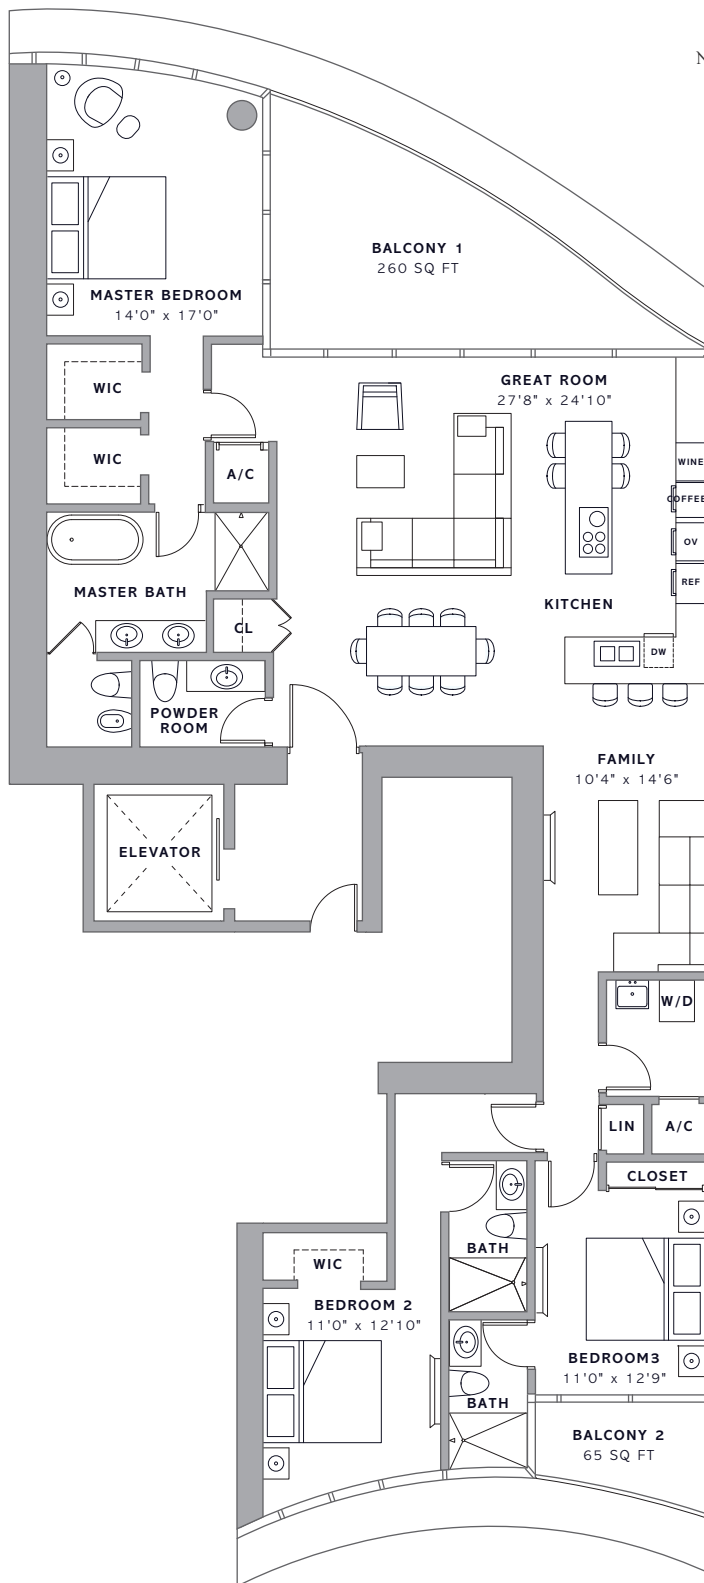 N
BALCONY 1
260 SQ FT
MASTER BEDROOM
14'0" x 17'0"
GREAT ROOM
27'8" x 24'10"
WIC
WIC
A/C
WINE
COFFEE
OV
REF
MASTER BATH
KITCHEN
CL
DW
POWDER
ROOM
FAMILY
10'4" x 14'6"
ELEVATOR
W/D
LIN
A/C
CLOSET
BATH
WIC
BEDROOM 2
11'0" x 12'10"
BEDROOM3
11'0" x 12'9"
BATH
BALCONY 2
65 SQ FT